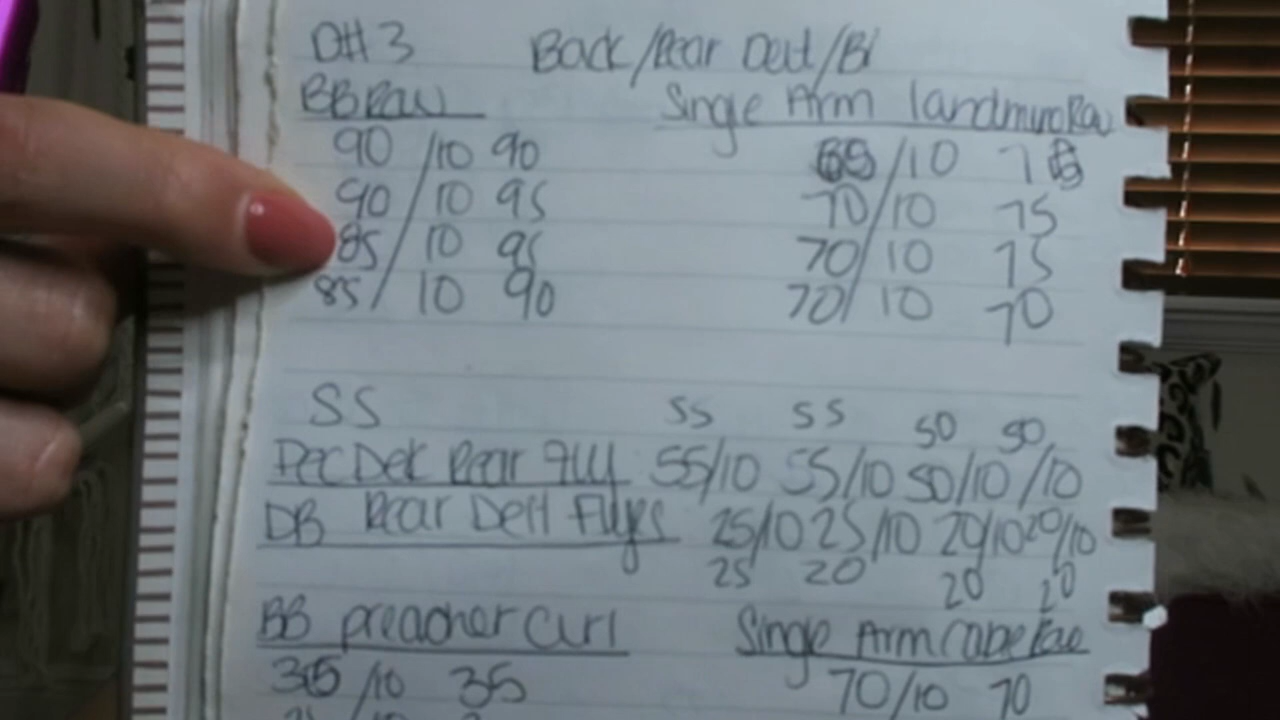 DH 3 Back/Rear Delt/Bi
BB Row Single Arm landmine Row
90 /10 90 65 /10 75
90 / 10 95 70/10 75
85 / 10 95 70/ 10 75
85 / 10 90 70/ 10 70
SS 55 55 50 50
Pec Dek Rear Fly 55/10 55/10 50/10 /10
DB Rear Delt Flys 25/10 25/10 20/10 20/10
25 20 20 20
BB preacher Curl Single Arm Cable Row
35 /10 35 70/10 70